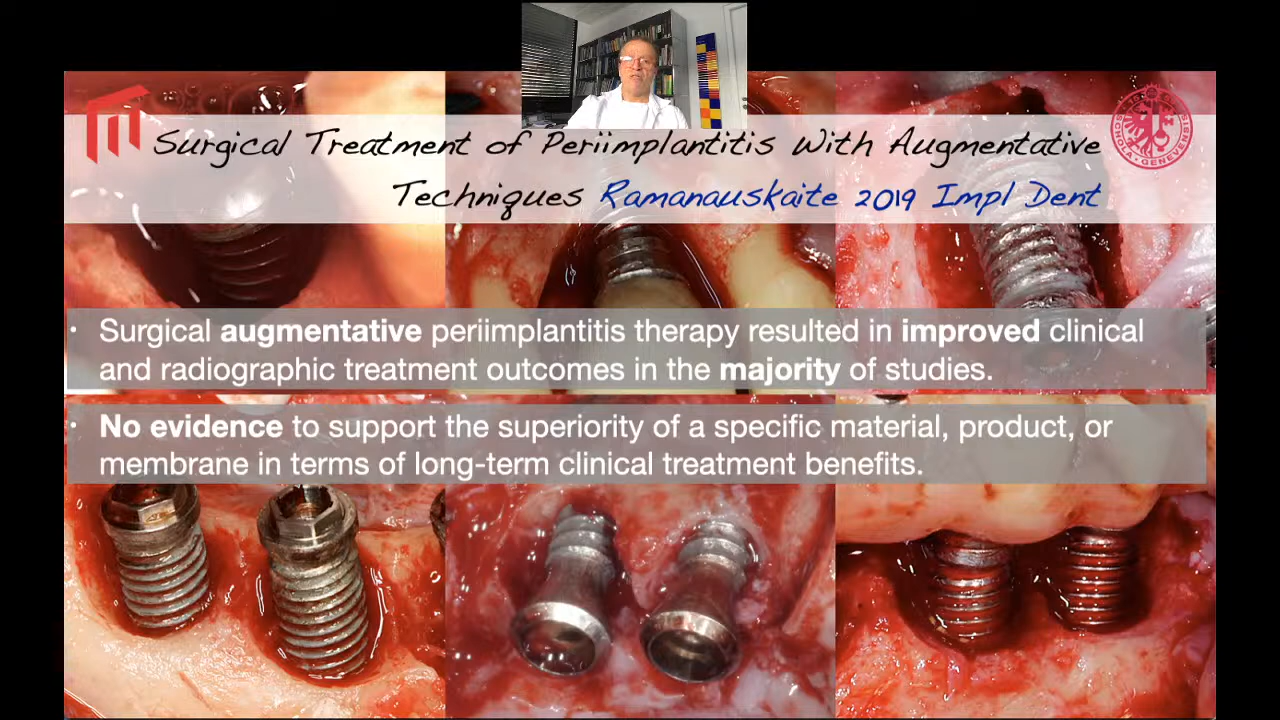 Surgical Treatment of Periimplantitis With Augmentative
Techniques Ramanauskaite 2019 Impl Dent
SCHOLA GENEVENSIS
• Surgical augmentative periimplantitis therapy resulted in improved clinical
and radiographic treatment outcomes in the majority of studies.
• No evidence to support the superiority of a specific material, product, or
membrane in terms of long-term clinical treatment benefits.